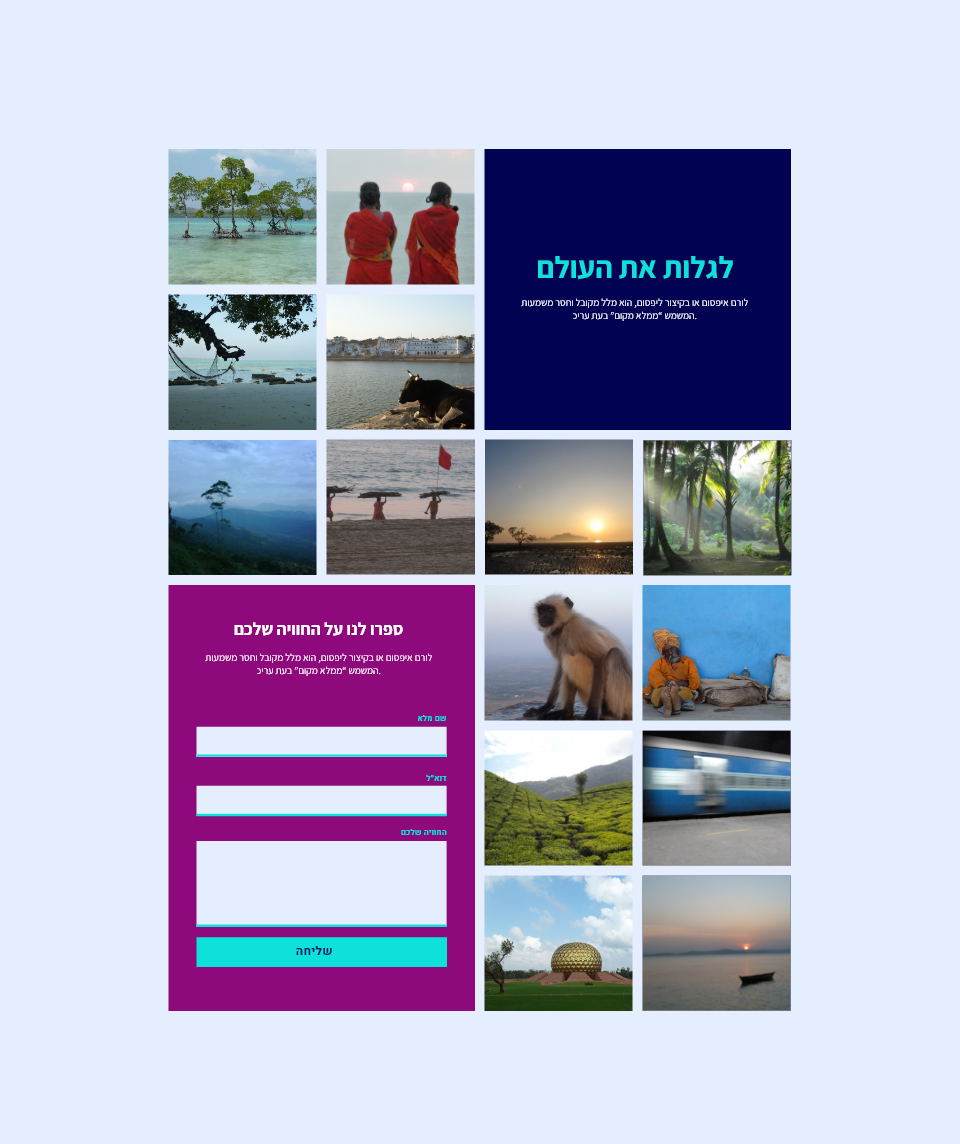 לגלות את העולם
לורם איפסום או בקיצור ליפסום, הוא מלל מקובל וחסר משמעות
המשמש "ממלא מקום" בעת עריכ.
ספרו לנו על החוויה שלכם
לורם איפסום או בקיצור ליפסום, הוא מלל מקובל וחסר משמעות
המשמש "ממלא מקום" בעת עריכ.
שם מלא
דוא"ל
החוויה שלכם
שליחה